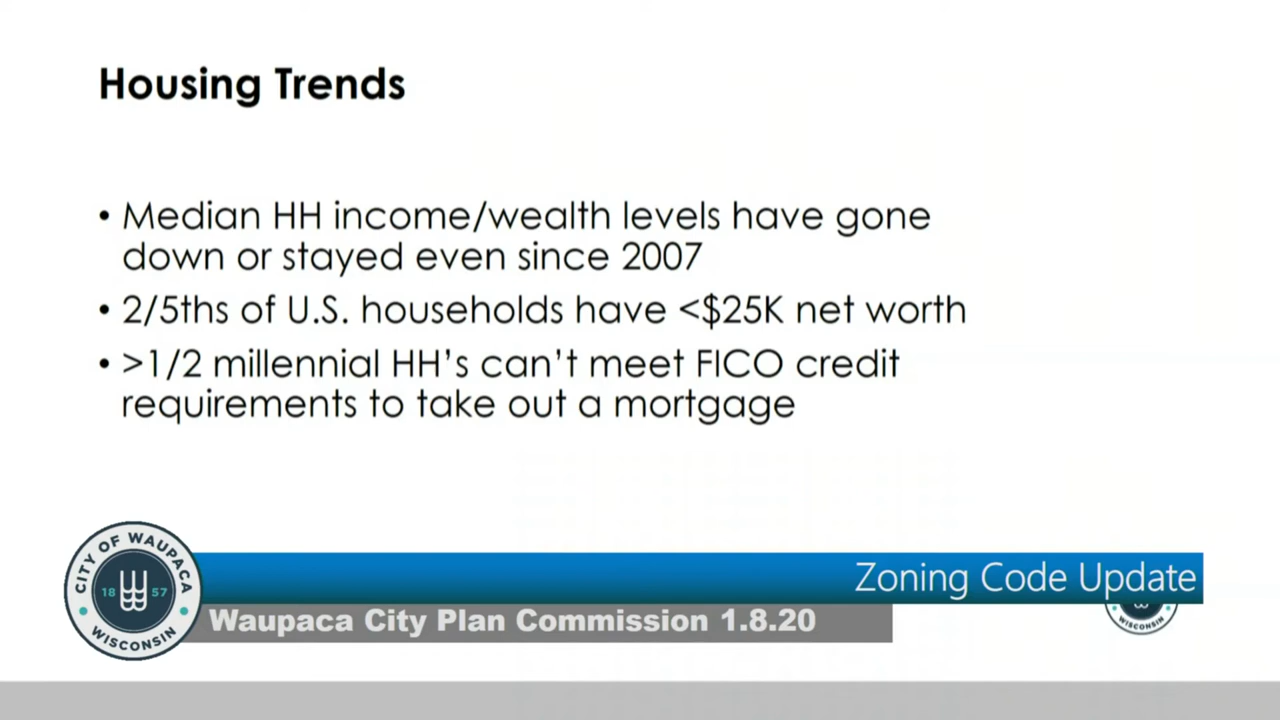 Housing Trends
• Median HH income/wealth levels have gone
down or stayed even since 2007
• 2/5ths of U.S. households have <$25K net worth
• >1/2 millennial HH's can't meet FICO credit
requirements to take out a mortgage
CITY OF WAUPACA
18 57
WISCONSIN
Zoning Code Update
Waupaca City Plan Commission 1.8.20
WISCONSIN